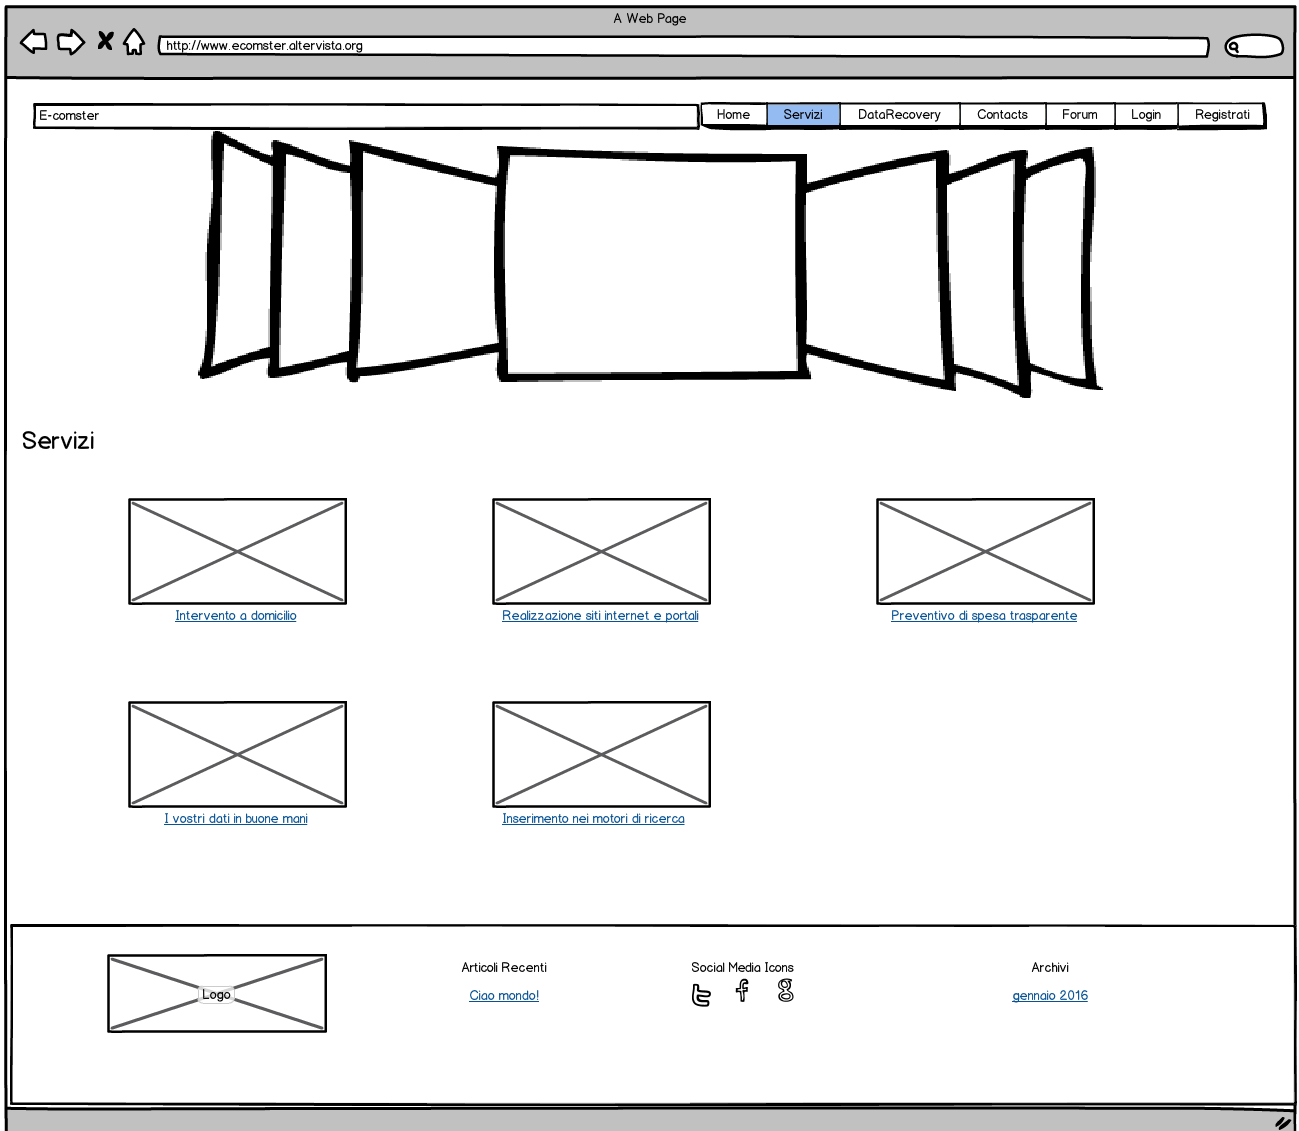 A Web Page
http://www.ecomster.altervista.org
E-comster
Home Servizi DataRecovery Contacts Forum Login Registrati
Servizi
Intervento a domicilio
Realizzazione siti internet e portali
Preventivo di spesa trasparente
I vostri dati in buone mani
Inserimento nei motori di ricerca
Logo
Articoli Recenti
Ciao mondo!
Social Media Icons
Archivi
gennaio 2016